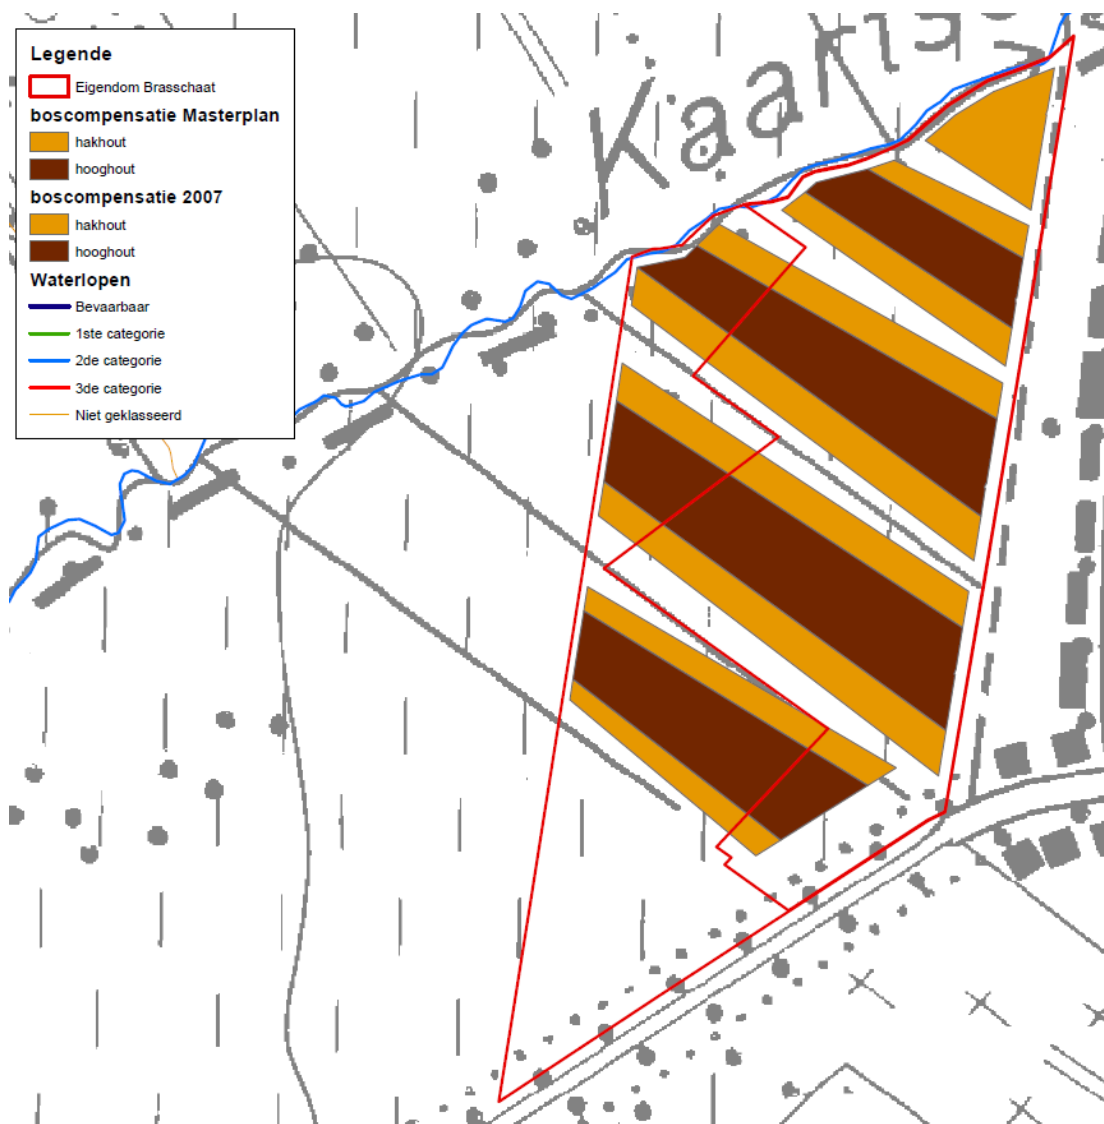 Legende
Eigendom Brasschaat
boscompensatie Masterplan
hakhout
hooghout
boscompensatie 2007
hakhout
hooghout
Waterlopen
Bevaarbaar
1ste categorie
2de categorie
3de categorie
Niet geklasseerd